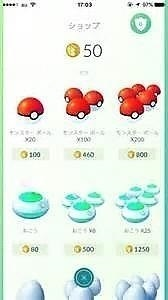 au 17:03
ショップ
50
モンスターボール ×20
モンスターボール ×100
モンスターボール ×200
100
460
800
おこう
おこう ×8
おこう ×25
80
500
1250